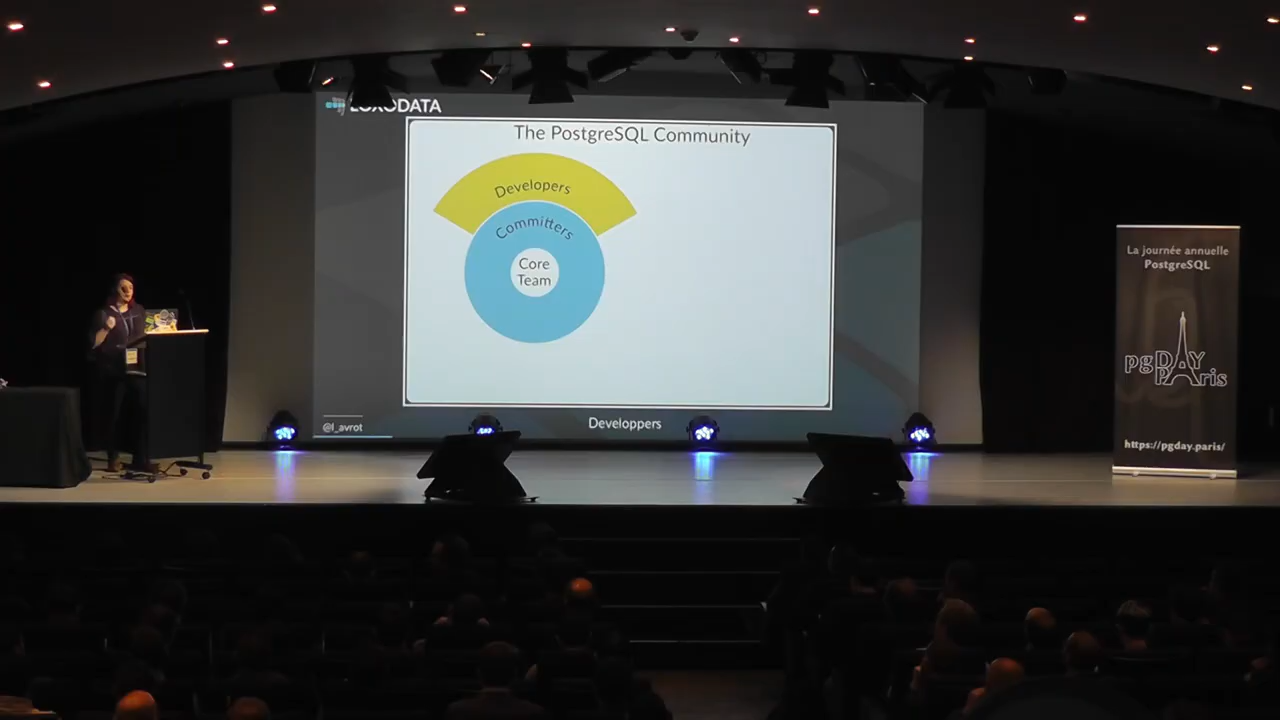 LOXODATA
The PostgreSQL Community
Developers
Committers
Core
Team
@l_avrot
Developpers
La journée annuelle
PostgreSQL
pgDAY
PAris
https://pgday.paris/